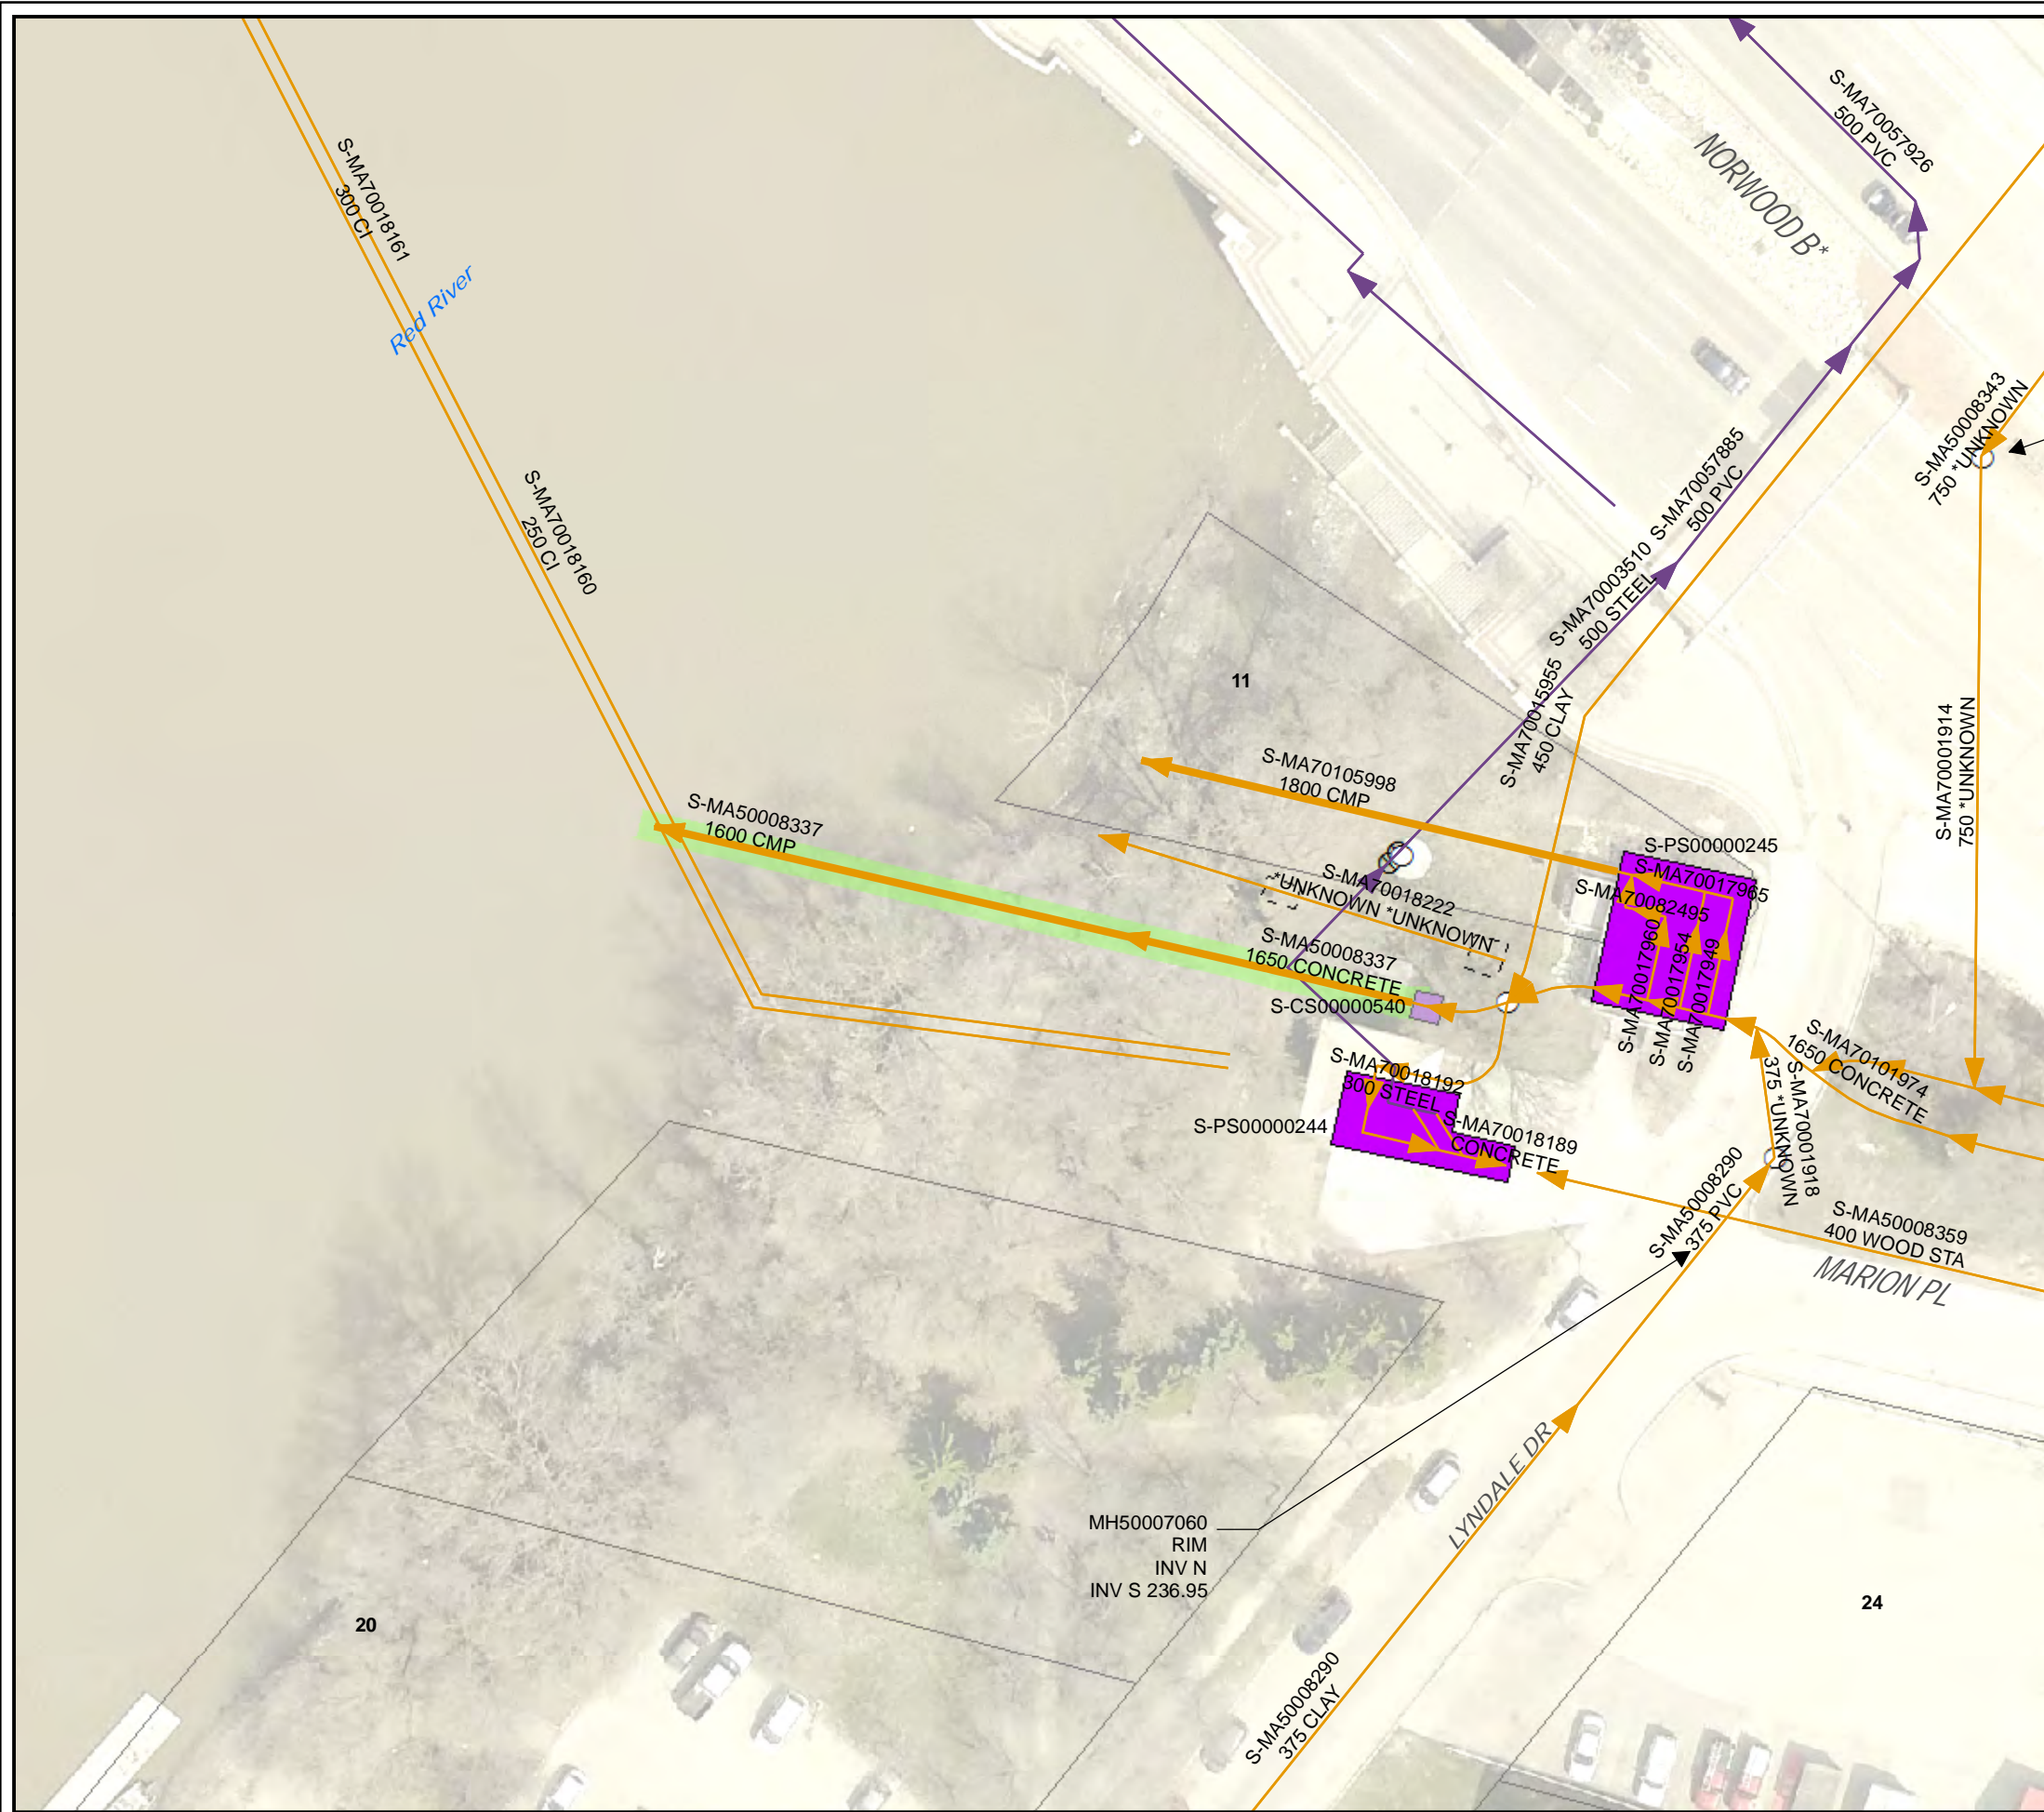 S-MA70057926
500 PVC
NORWOOD B*
S-MA70018161
300 CI
Red River
S-MA50008343
750 *UNKNOWN
S-MA70057885
500 PVC
S-MA70018160
250 CI
S-MA70003510
500 STEEL
11
S-MA70015955
450 CLAY
S-MA70001914
750 *UNKNOWN
S-MA70105998
1800 CMP
S-MA50008337
1600 CMP
S-PS00000245
S-MA70017965
S-MA70018222
*UNKNOWN *UNKNOWN
S-MA70082495
S-MA70017960
S-MA70017954
S-MA70017949
S-MA50008337
1650 CONCRETE
S-CS00000540
S-MA70101974
1650 CONCRETE
S-MA70018192
300 STEEL
S-MA70001918
375 *UNKNOWN
S-PS00000244
S-MA70018189
CONCRETE
S-MA50008290
375 PVC
S-MA50008359
400 WOOD STA
MARION PL
LYNDALE DR
MH50007060
RIM
INV N
INV S 236.95
20
24
S-MA50008290
375 CLAY